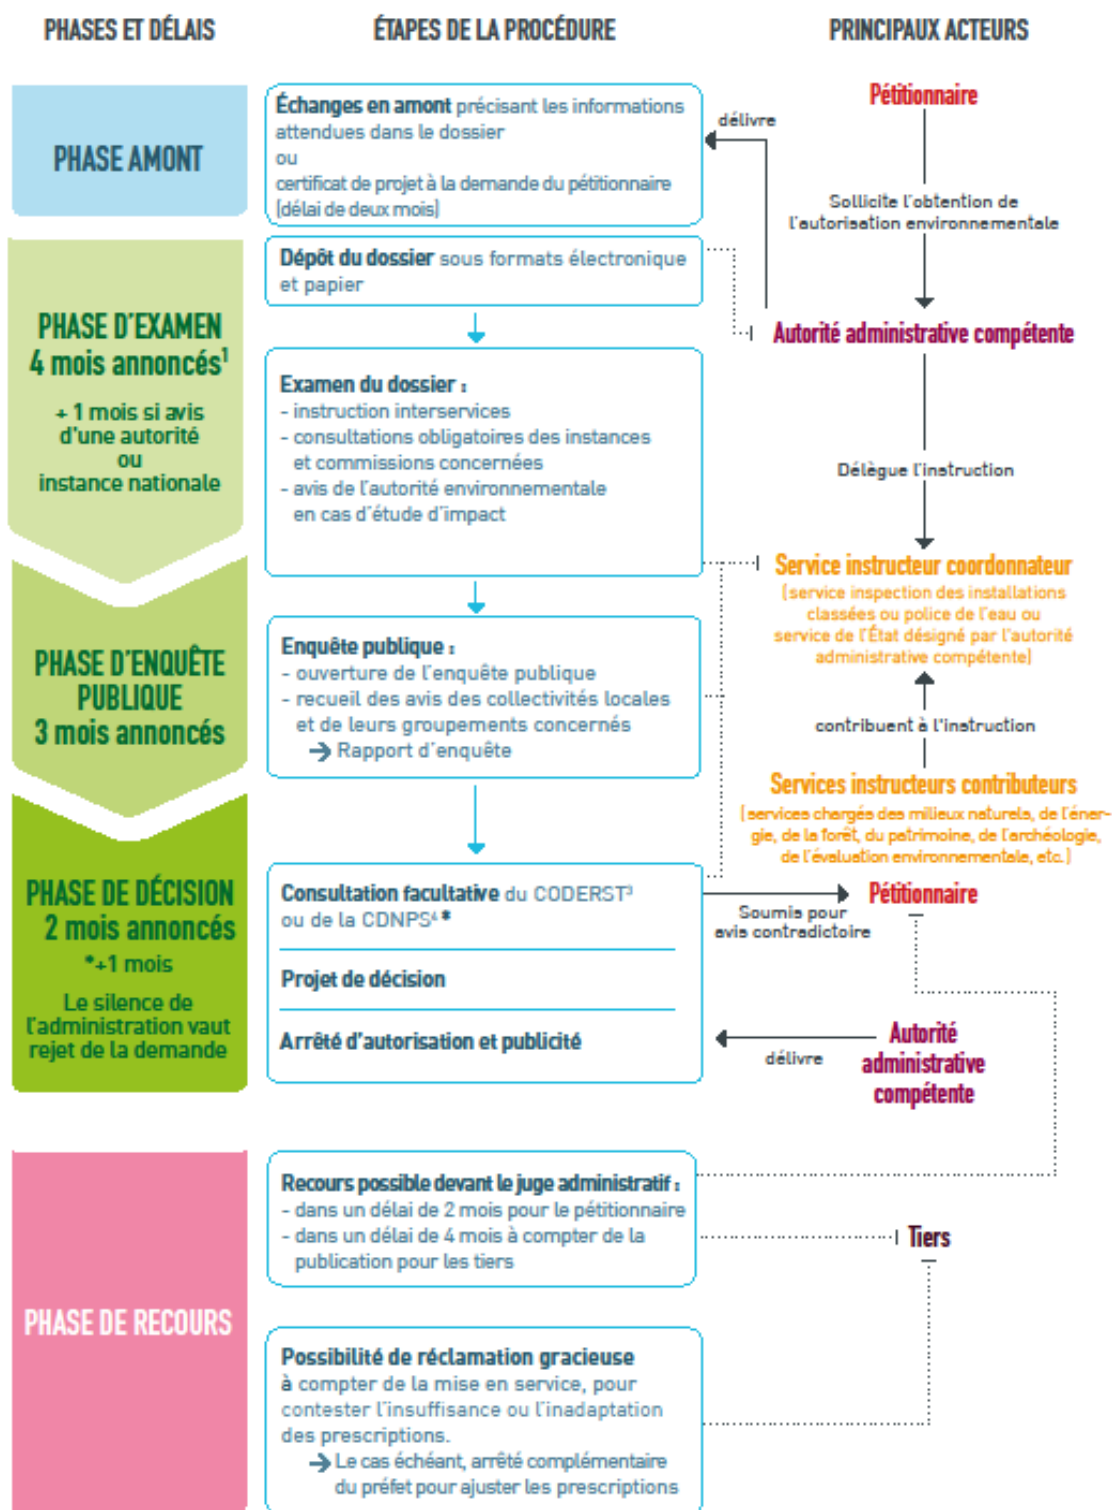 PHASES ET DÉLAIS
ÉTAPES DE LA PROCÉDURE
PRINCIPAUX ACTEURS
PHASE AMONT
Échanges en amont précisant les informations
attendues dans le dossier
ou
certificat de projet à la demande du pétitionnaire
(délai de deux mois)
délivre
Pétitionnaire
Sollicite l'obtention de
l'autorisation environnementale
PHASE D'EXAMEN
4 mois annoncés¹
+ 1 mois si avis
d'une autorité
ou
instance nationale
Dépôt du dossier sous formats électronique
et papier
Autorité administrative compétente
Examen du dossier :
- instruction interservices
- consultations obligatoires des instances
et commissions concernées
- avis de l'autorité environnementale
en cas d'étude d'impact
Délègue l'instruction
Service instructeur coordonnateur
(service inspection des installations
classées ou police de l'eau ou
service de l'État désigné par l'autorité
administrative compétente)
PHASE D'ENQUÊTE
PUBLIQUE
3 mois annoncés
Enquête publique :
- ouverture de l'enquête publique
- recueil des avis des collectivités locales
et de leurs groupements concernés
→ Rapport d'enquête
contribuent à l'instruction
Services instructeurs contributeurs
(services chargés des milieux naturels, de l'éner-
gie, de la forêt, du patrimoine, de l'archéologie,
de l'évaluation environnementale, etc.)
PHASE DE DÉCISION
2 mois annoncés
*+1 mois
Le silence de
l'administration vaut
rejet de la demande
Consultation facultative du CODERST³
ou de la CDNPS⁴ *
Projet de décision
Arrêté d'autorisation et publicité
Soumis pour
avis contradictoire
Pétitionnaire
délivre
Autorité
administrative
compétente
PHASE DE RECOURS
Recours possible devant le juge administratif :
- dans un délai de 2 mois pour le pétitionnaire
- dans un délai de 4 mois à compter de la
publication pour les tiers
Tiers
Possibilité de réclamation gracieuse
à compter de la mise en service, pour
contester l'insuffisance ou l'inadaptation
des prescriptions.
→ Le cas échéant, arrêté complémentaire
du préfet pour ajuster les prescriptions